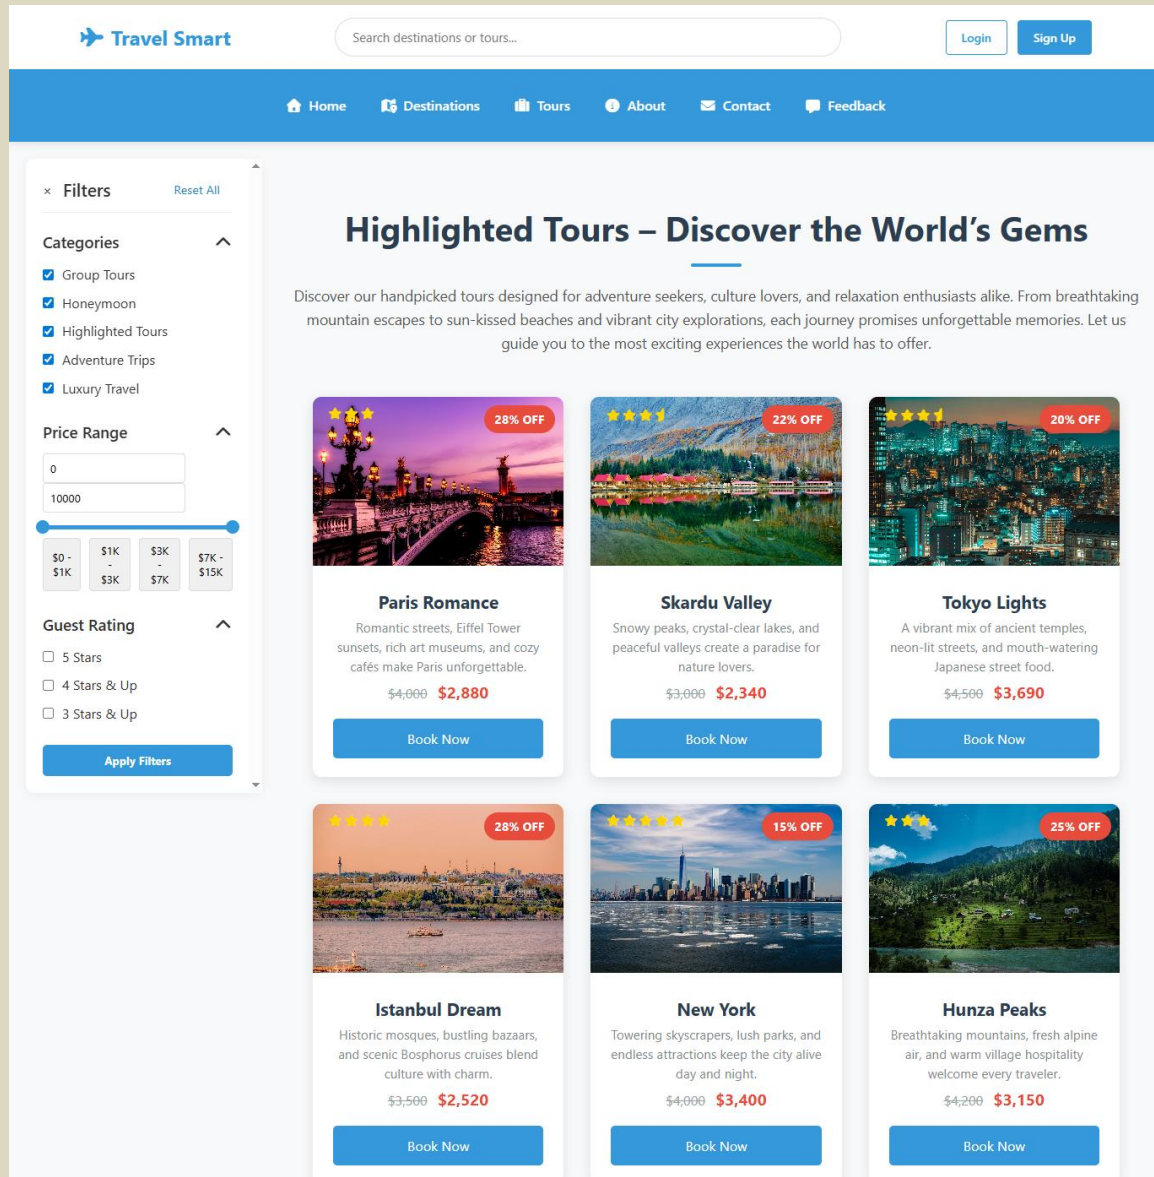 Travel Smart
Search destinations or tours...
Login
Sign Up
Home
Destinations
Tours
About
Contact
Feedback
× Filters
Reset All
Categories
Group Tours
Honeymoon
Highlighted Tours
Adventure Trips
Luxury Travel
Price Range
0
10000
$0 -
$1K
$1K
-
$3K
$3K
-
$7K
$7K -
$15K
Guest Rating
5 Stars
4 Stars & Up
3 Stars & Up
Apply Filters
Highlighted Tours – Discover the World’s Gems
Discover our handpicked tours designed for adventure seekers, culture lovers, and relaxation enthusiasts alike. From breathtaking
mountain escapes to sun-kissed beaches and vibrant city explorations, each journey promises unforgettable memories. Let us
guide you to the most exciting experiences the world has to offer.
28% OFF
Paris Romance
Romantic streets, Eiffel Tower
sunsets, rich art museums, and cozy
cafés make Paris unforgettable.
$4,000 $2,880
Book Now
22% OFF
Skardu Valley
Snowy peaks, crystal-clear lakes, and
peaceful valleys create a paradise for
nature lovers.
$3,000 $2,340
Book Now
20% OFF
Tokyo Lights
A vibrant mix of ancient temples,
neon-lit streets, and mouth-watering
Japanese street food.
$4,500 $3,690
Book Now
28% OFF
Istanbul Dream
Historic mosques, bustling bazaars,
and scenic Bosphorus cruises blend
culture with charm.
$3,500 $2,520
Book Now
15% OFF
New York
Towering skyscrapers, lush parks, and
endless attractions keep the city alive
day and night.
$4,000 $3,400
Book Now
25% OFF
Hunza Peaks
Breathtaking mountains, fresh alpine
air, and warm village hospitality
welcome every traveler.
$4,200 $3,150
Book Now